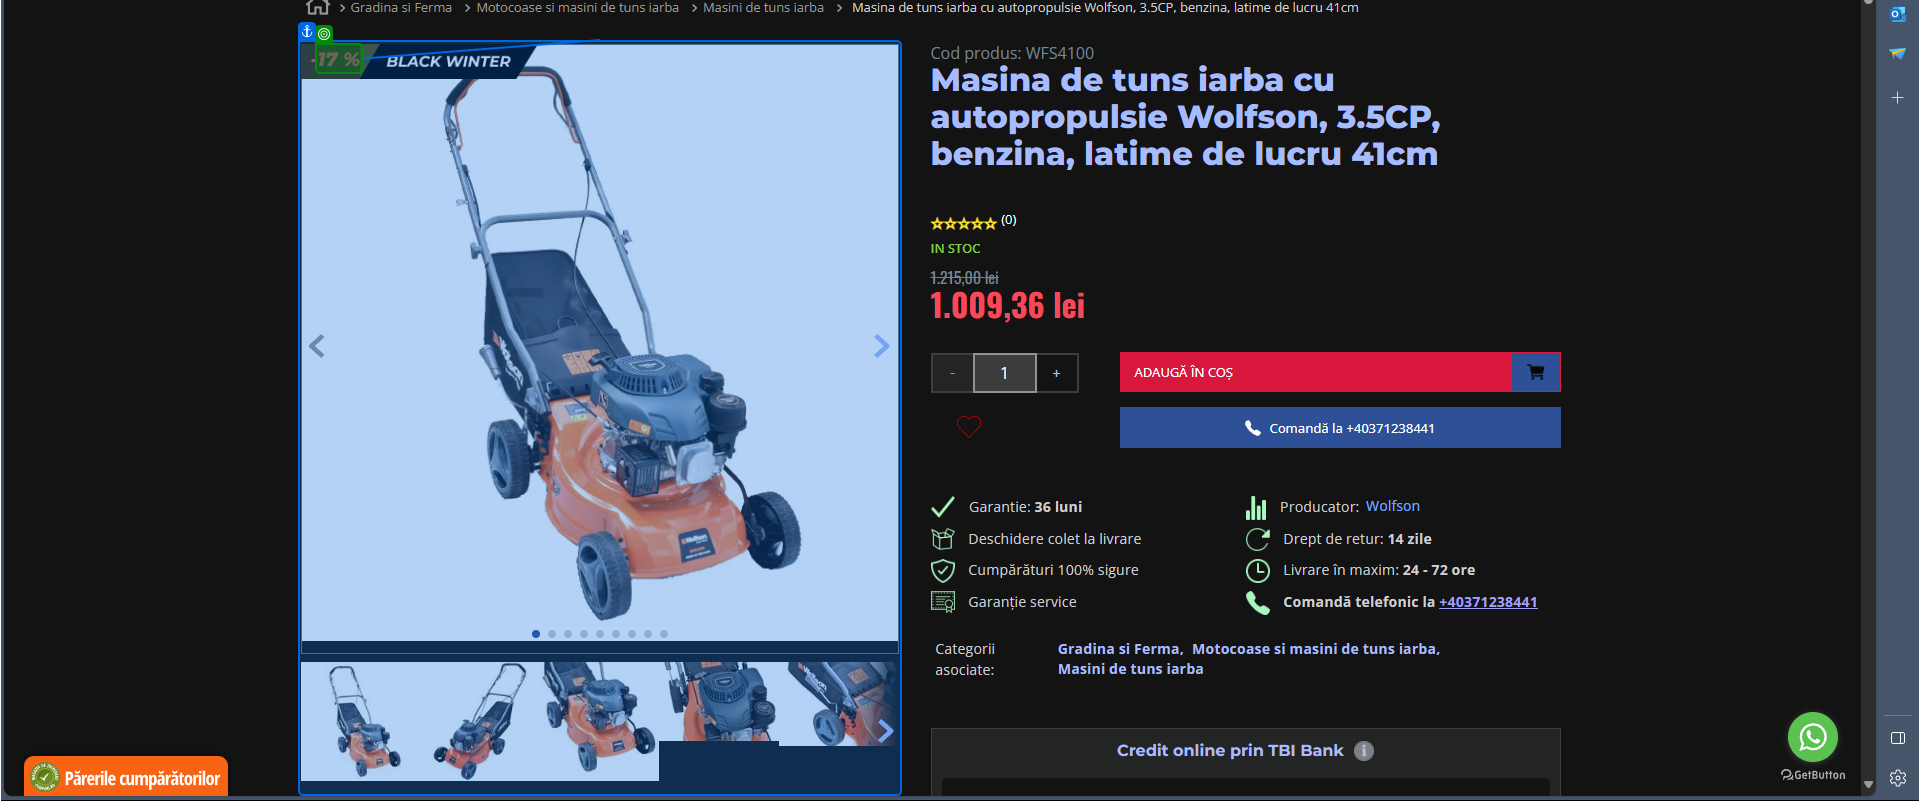 Gradina si Ferma > Motocoase si masini de tuns iarba > Masini de tuns iarba > Masina de tuns iarba cu autopropulsie Wolfson, 3.5CP, benzina, latime de lucru 41cm
-17 % BLACK WINTER
Cod produs: WFS4100
Masina de tuns iarba cu
autopropulsie Wolfson, 3.5CP,
benzina, latime de lucru 41cm
(0)
IN STOC
1.215,00 lei
1.009,36 lei
- 1 +
ADAUGĂ ÎN COȘ
Comandă la +40371238441
Garantie: 36 luni
Producator: Wolfson
Deschidere colet la livrare
Drept de retur: 14 zile
Cumpărături 100% sigure
Livrare în maxim: 24 - 72 ore
Garanție service
Comandă telefonic la +40371238441
Categorii
asociate:
Gradina si Ferma, Motocoase si masini de tuns iarba,
Masini de tuns iarba
Credit online prin TBI Bank
Părerile cumpărătorilor
GetButton